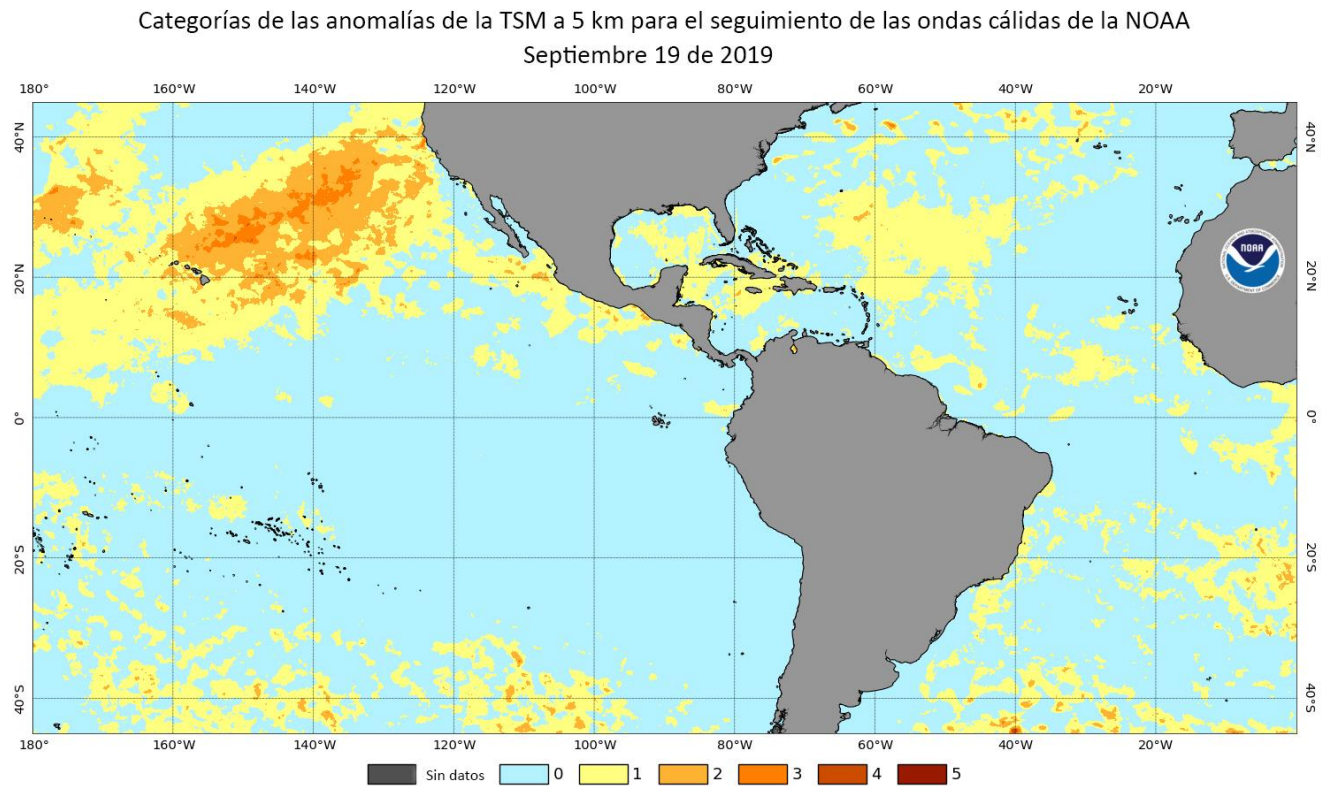 Categorías de las anomalías de la TSM a 5 km para el seguimiento de las ondas cálidas de la NOAA
Septiembre 19 de 2019
180° 160°W 140°W 120°W 100°W 80°W 60°W 40°W 20°W
40°N 40°N
20°N 20°N
NOAA
0° 0°
20°S 20°S
40°S 40°S
180° 160°W 140°W 120°W 100°W 80°W 60°W 40°W 20°W
Sin datos 0 1 2 3 4 5